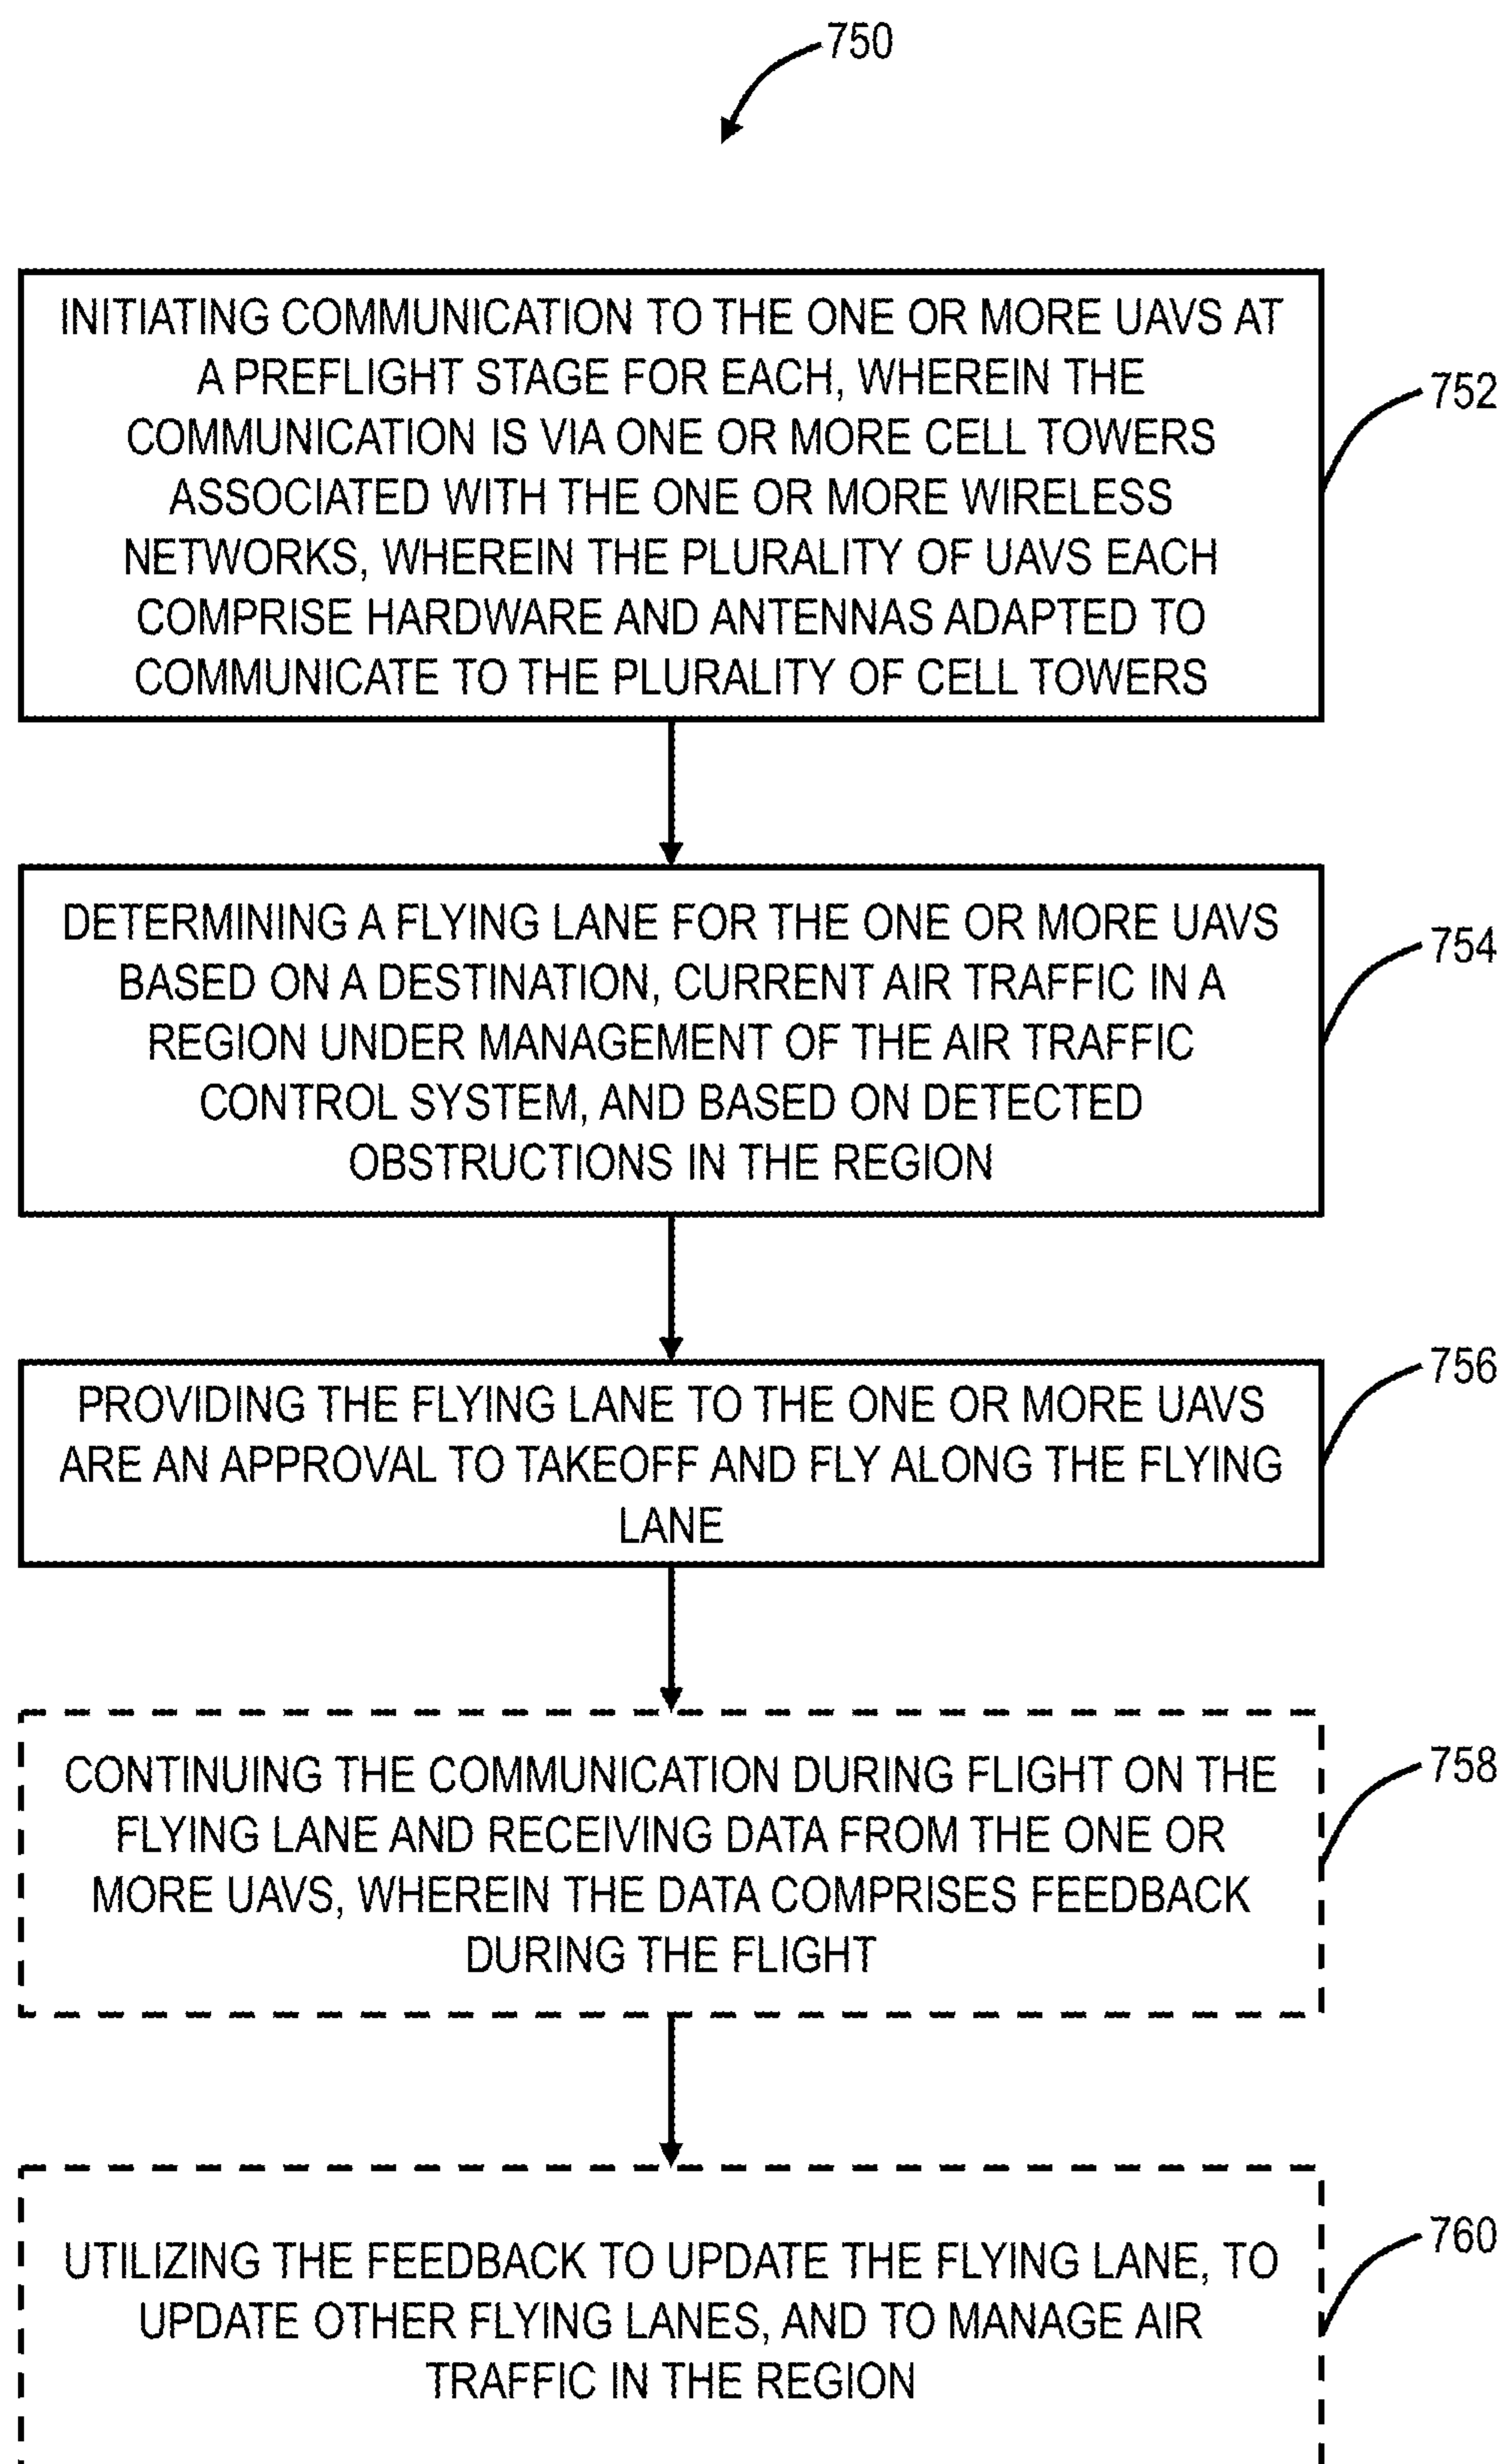 750
INITIATING COMMUNICATION TO THE ONE OR MORE UAVS AT
A PREFLIGHT STAGE FOR EACH, WHEREIN THE
COMMUNICATION IS VIA ONE OR MORE CELL TOWERS
ASSOCIATED WITH THE ONE OR MORE WIRELESS
NETWORKS, WHEREIN THE PLURALITY OF UAVS EACH
COMPRISE HARDWARE AND ANTENNAS ADAPTED TO
COMMUNICATE TO THE PLURALITY OF CELL TOWERS
752
DETERMINING A FLYING LANE FOR THE ONE OR MORE UAVS
BASED ON A DESTINATION, CURRENT AIR TRAFFIC IN A
REGION UNDER MANAGEMENT OF THE AIR TRAFFIC
CONTROL SYSTEM, AND BASED ON DETECTED
OBSTRUCTIONS IN THE REGION
754
PROVIDING THE FLYING LANE TO THE ONE OR MORE UAVS
ARE AN APPROVAL TO TAKEOFF AND FLY ALONG THE FLYING
LANE
756
CONTINUING THE COMMUNICATION DURING FLIGHT ON THE
FLYING LANE AND RECEIVING DATA FROM THE ONE OR
MORE UAVS, WHEREIN THE DATA COMPRISES FEEDBACK
DURING THE FLIGHT
758
UTILIZING THE FEEDBACK TO UPDATE THE FLYING LANE, TO
UPDATE OTHER FLYING LANES, AND TO MANAGE AIR
TRAFFIC IN THE REGION
760